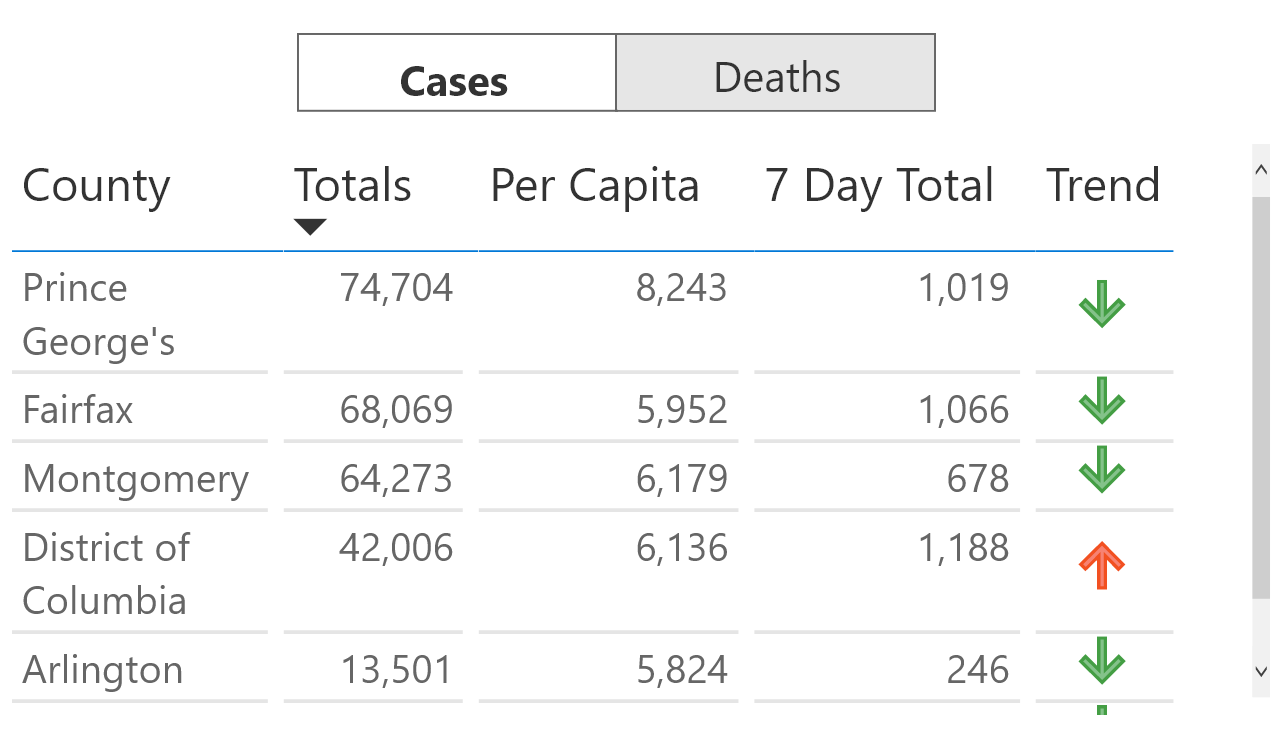 Cases Deaths
County Totals Per Capita 7 Day Total Trend
Prince 74,704 8,243 1,019
George's
Fairfax 68,069 5,952 1,066
Montgomery 64,273 6,179 678
District of 42,006 6,136 1,188
Columbia
Arlington 13,501 5,824 246